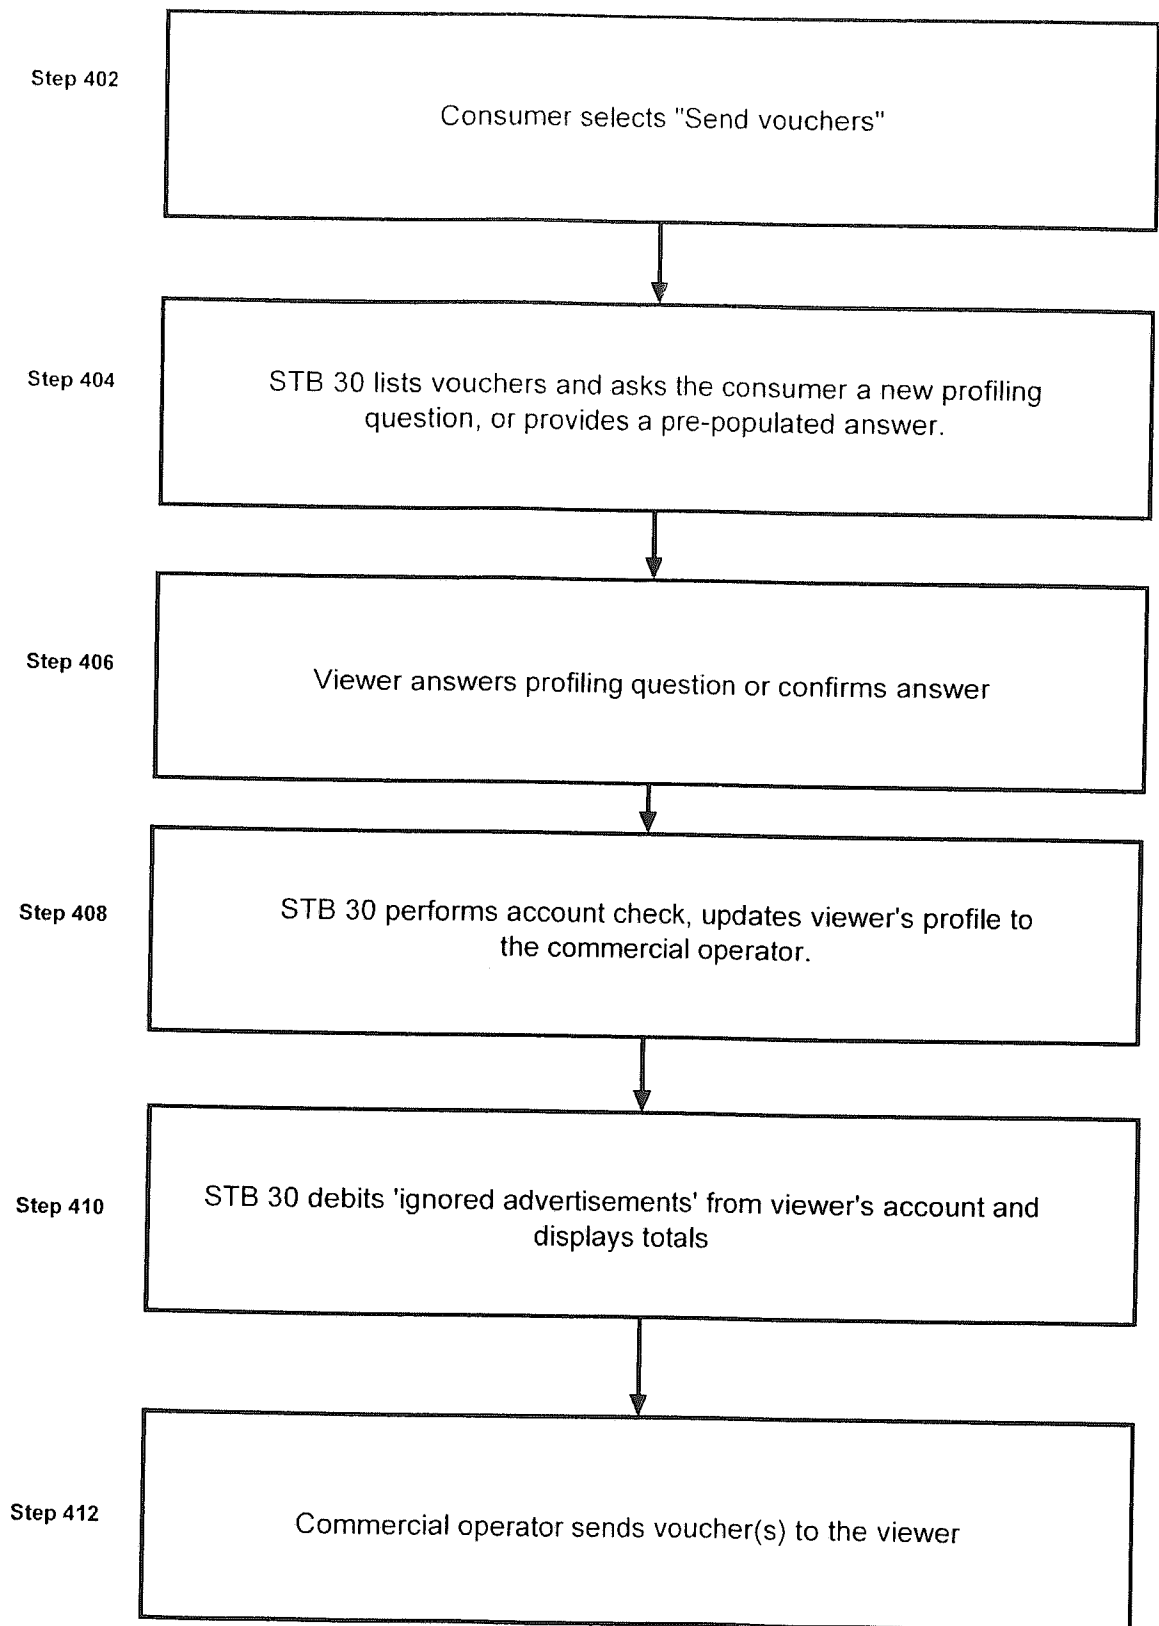 Step 402
Consumer selects "Send vouchers"
Step 404
STB 30 lists vouchers and asks the consumer a new profiling
question, or provides a pre-populated answer.
Step 406
Viewer answers profiling question or confirms answer
Step 408
STB 30 performs account check, updates viewer's profile to
the commercial operator.
Step 410
STB 30 debits 'ignored advertisements' from viewer's account and
displays totals
Step 412
Commercial operator sends voucher(s) to the viewer